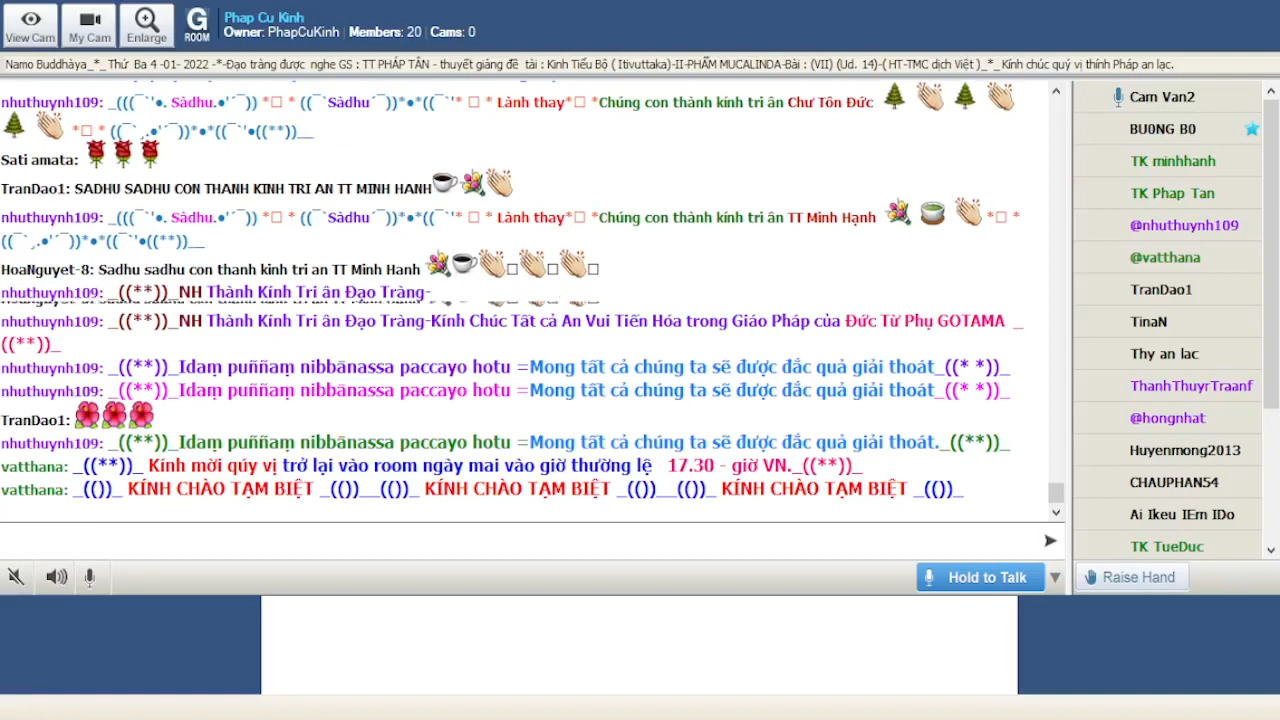 View Cam
My Cam
Enlarge
G
ROOM
Phap Cu Kinh
Owner: PhapCuKinh | Members: 20 | Cams: 0
Namo Buddhàya_*_Thứ Ba 4 -01- 2022 -*-Đạo tràng được nghe GS : TT PHÁP TÂN - thuyết giảng đề tài : Kinh Tiểu Bộ ( Itivuttaka)-II-PHẨM MUCALINDA-Bài : (VII) (Ud. 14)-( HT-TMC dịch Việt )_*_Kính chúc quý vị thính Pháp an lạc.
nhuthuynh109: _(((¯`'•. Sàdhu.•'´¯)) *□ * ((¯`Sàdhu´¯))*•*((¯`'* □ * Lành thay*□ *Chúng con thành kính tri ân Chư Tôn Đức
*□ * ((¯`¸.•'´¯))*•*((¯`'•((**))__
Sati amata:
TranDao1: SADHU SADHU CON THANH KINH TRI AN TT MINH HANH
nhuthuynh109: _(((¯`'•. Sàdhu.•'´¯)) *□ * ((¯`Sàdhu´¯))*•*((¯`'* □ * Lành thay*□ *Chúng con thành kính tri ân TT Minh Hạnh *□ *
((¯`¸.•'´¯))*•*((¯`'•((**))__
HoaNguyet-8: Sadhu sadhu con thanh kinh tri an TT Minh Hanh □ □ □
nhuthuynh109: _((**))_NH Thành Kính Tri ân Đạo Tràng-
nhuthuynh109: _((**))_NH Thành Kính Tri ân Đạo Tràng-Kính Chúc Tất cả An Vui Tiến Hóa trong Giáo Pháp của Đức Từ Phụ GOTAMA _
((**))_
nhuthuynh109: _((**))_Idaṃ puññaṃ nibbānassa paccayo hotu =Mong tất cả chúng ta sẽ được đắc quả giải thoát_((* *))_
nhuthuynh109: _((**))_Idaṃ puññaṃ nibbānassa paccayo hotu =Mong tất cả chúng ta sẽ được đắc quả giải thoát_((* *))_
TranDao1:
nhuthuynh109: _((**))_Idaṃ puññaṃ nibbānassa paccayo hotu =Mong tất cả chúng ta sẽ được đắc quả giải thoát._((**))_
vatthana: _((**))_ Kính mời qúy vị trở lại vào room ngày mai vào giờ thường lệ 17.30 - giờ VN._((**))_
vatthana: _(())_ KÍNH CHÀO TẠM BIỆT _(())__(())_ KÍNH CHÀO TẠM BIỆT _(())__(())_ KÍNH CHÀO TẠM BIỆT _(())_
Cam Van2
BU0NG B0
TK minhhanh
TK Phap Tan
@nhuthuynh109
@vatthana
TranDao1
TinaN
Thy an lac
ThanhThuyrTraanf
@hongnhat
Huyenmong2013
CHAUPHAN54
Ai Ikeu IEm IDo
TK TueDuc
Hold to Talk
Raise Hand